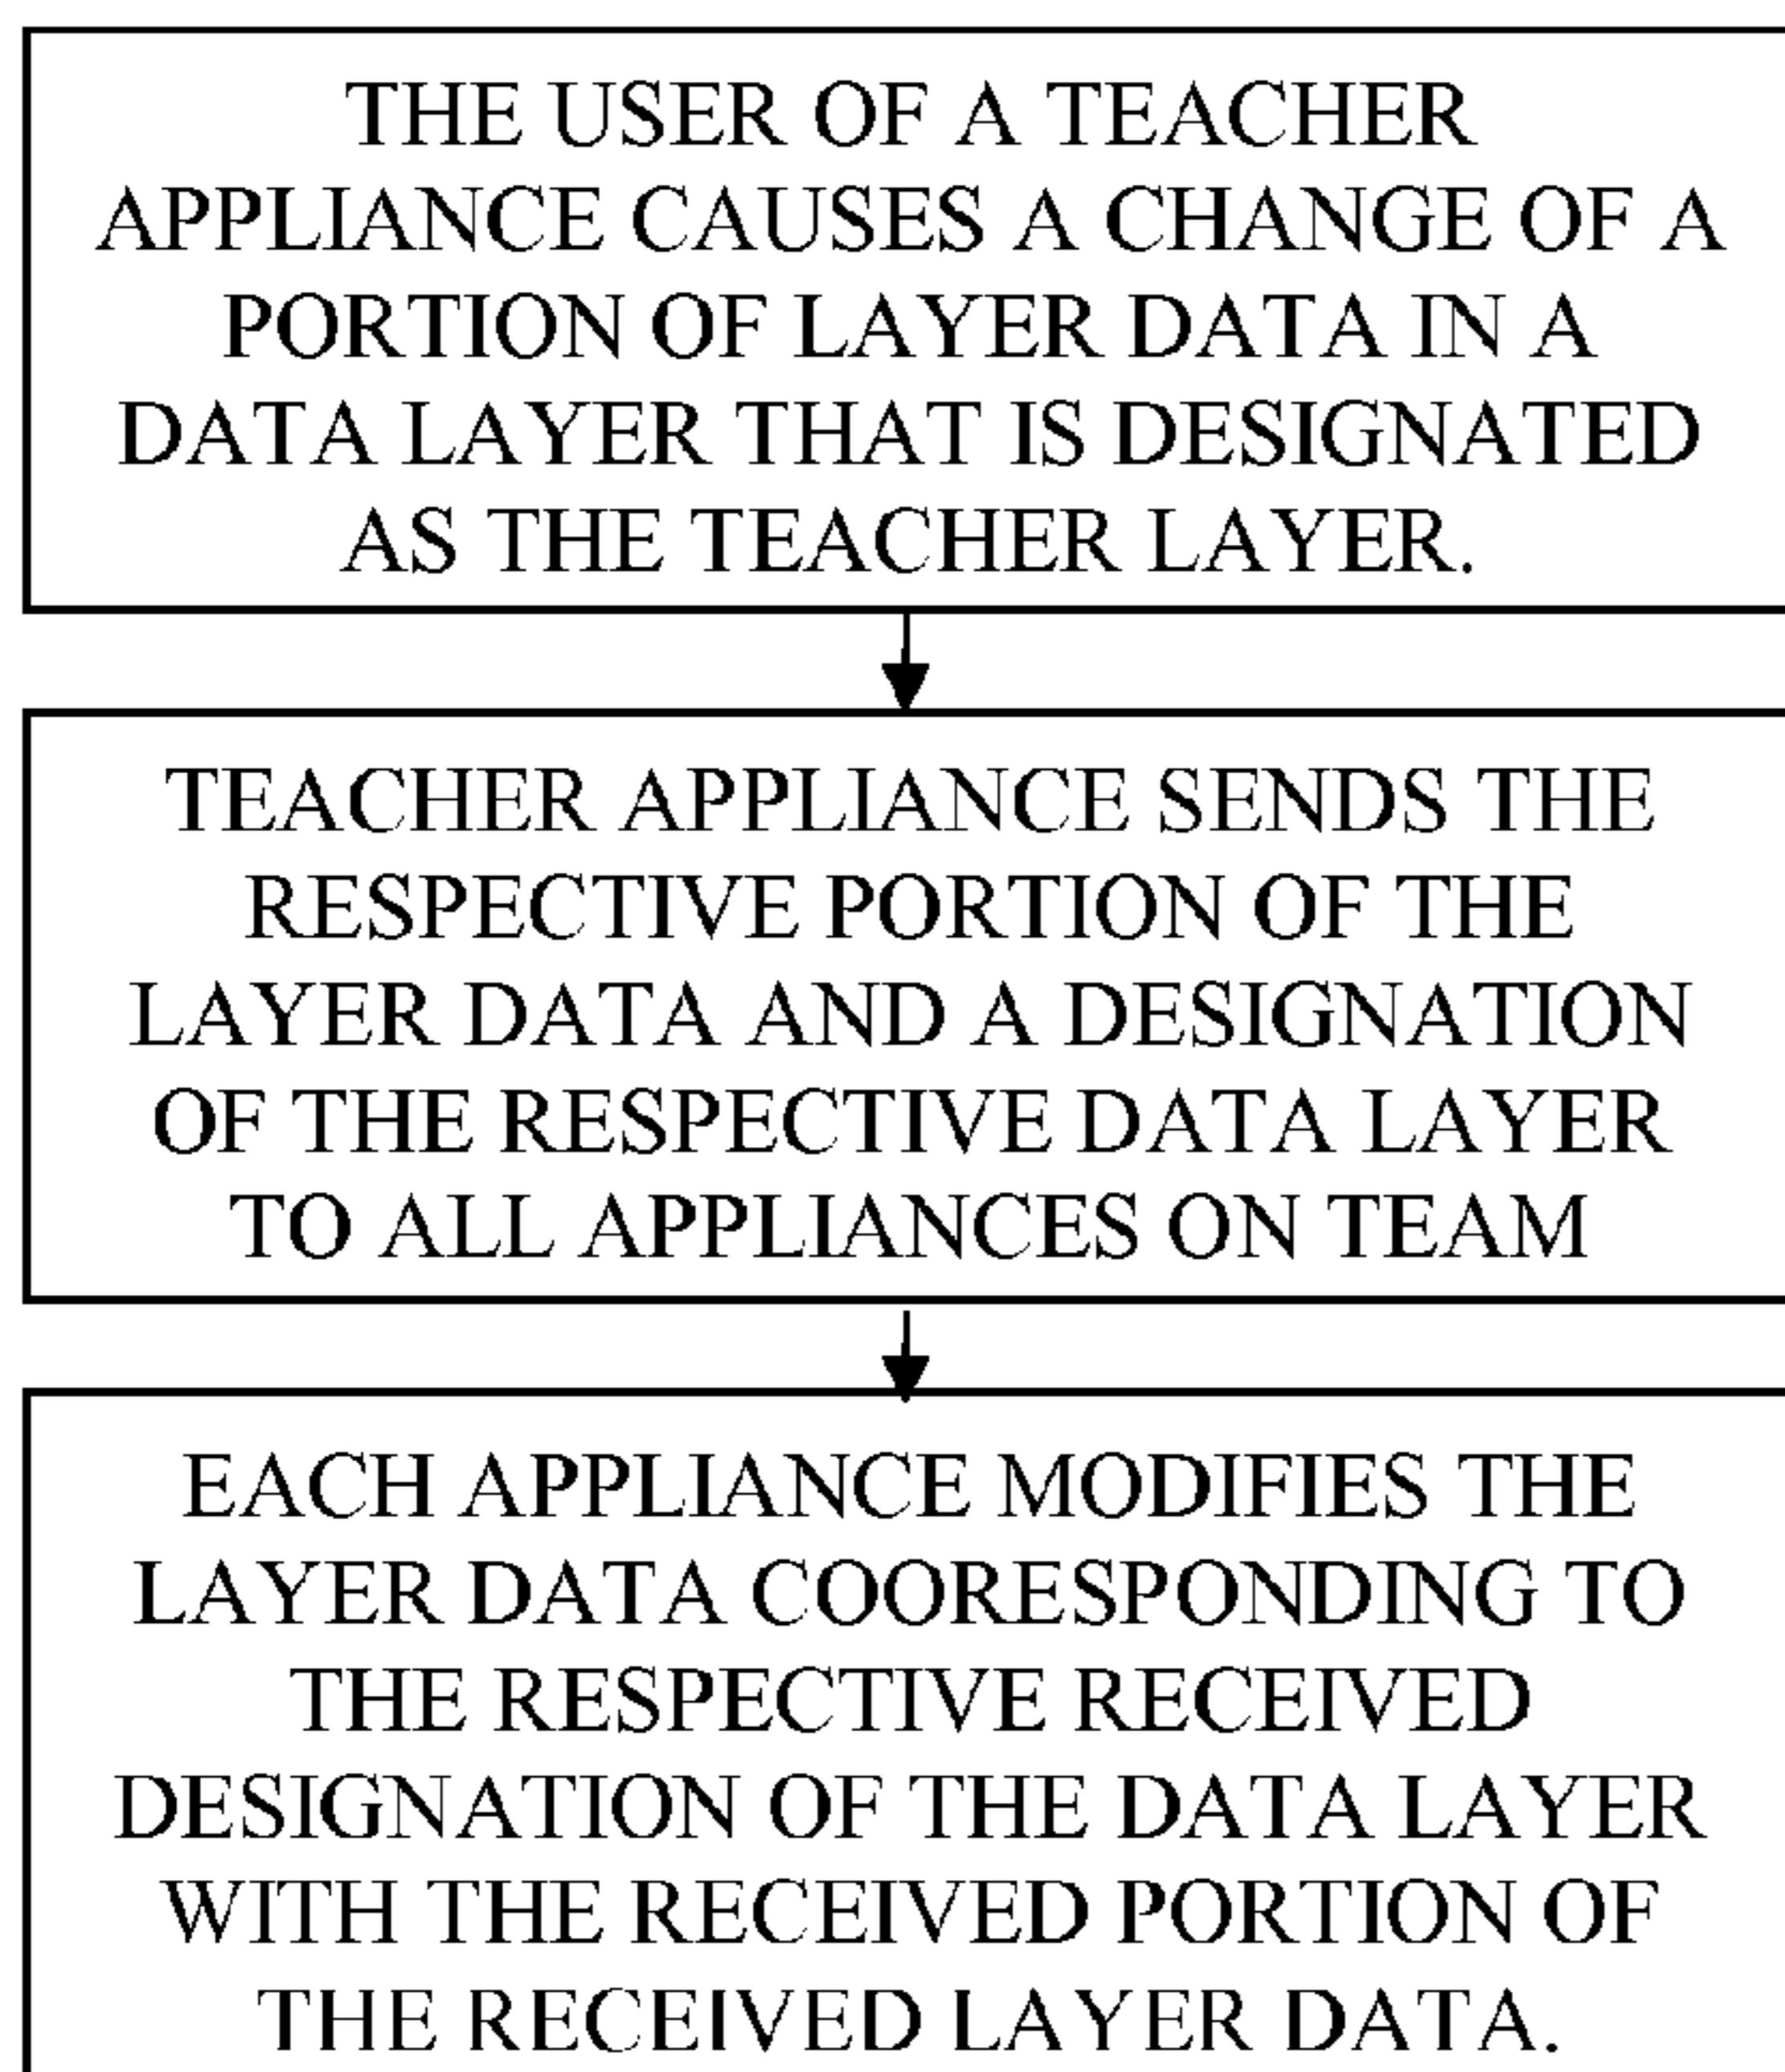 THE USER OF A TEACHER
APPLIANCE CAUSES A CHANGE OF A
PORTION OF LAYER DATA IN A
DATA LAYER THAT IS DESIGNATED
AS THE TEACHER LAYER.
TEACHER APPLIANCE SENDS THE
RESPECTIVE PORTION OF THE
LAYER DATA AND A DESIGNATION
OF THE RESPECTIVE DATA LAYER
TO ALL APPLIANCES ON TEAM
EACH APPLIANCE MODIFIES THE
LAYER DATA COORESPONDING TO
THE RESPECTIVE RECEIVED
DESIGNATION OF THE DATA LAYER
WITH THE RECEIVED PORTION OF
THE RECEIVED LAYER DATA.